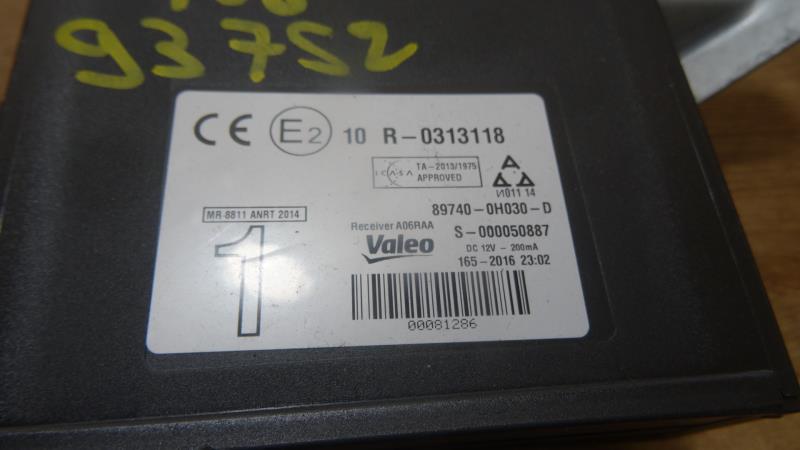 93752
CE E2 10 R-0313118
ICASA TA-2013/1975
APPROVED
И011 14
89740-0H030-D
MR 8811 ANRT 2014
Receiver A06RAA
S-000050887
1
Valeo
DC 12V - 200mA
165-2016 23:02
00081286